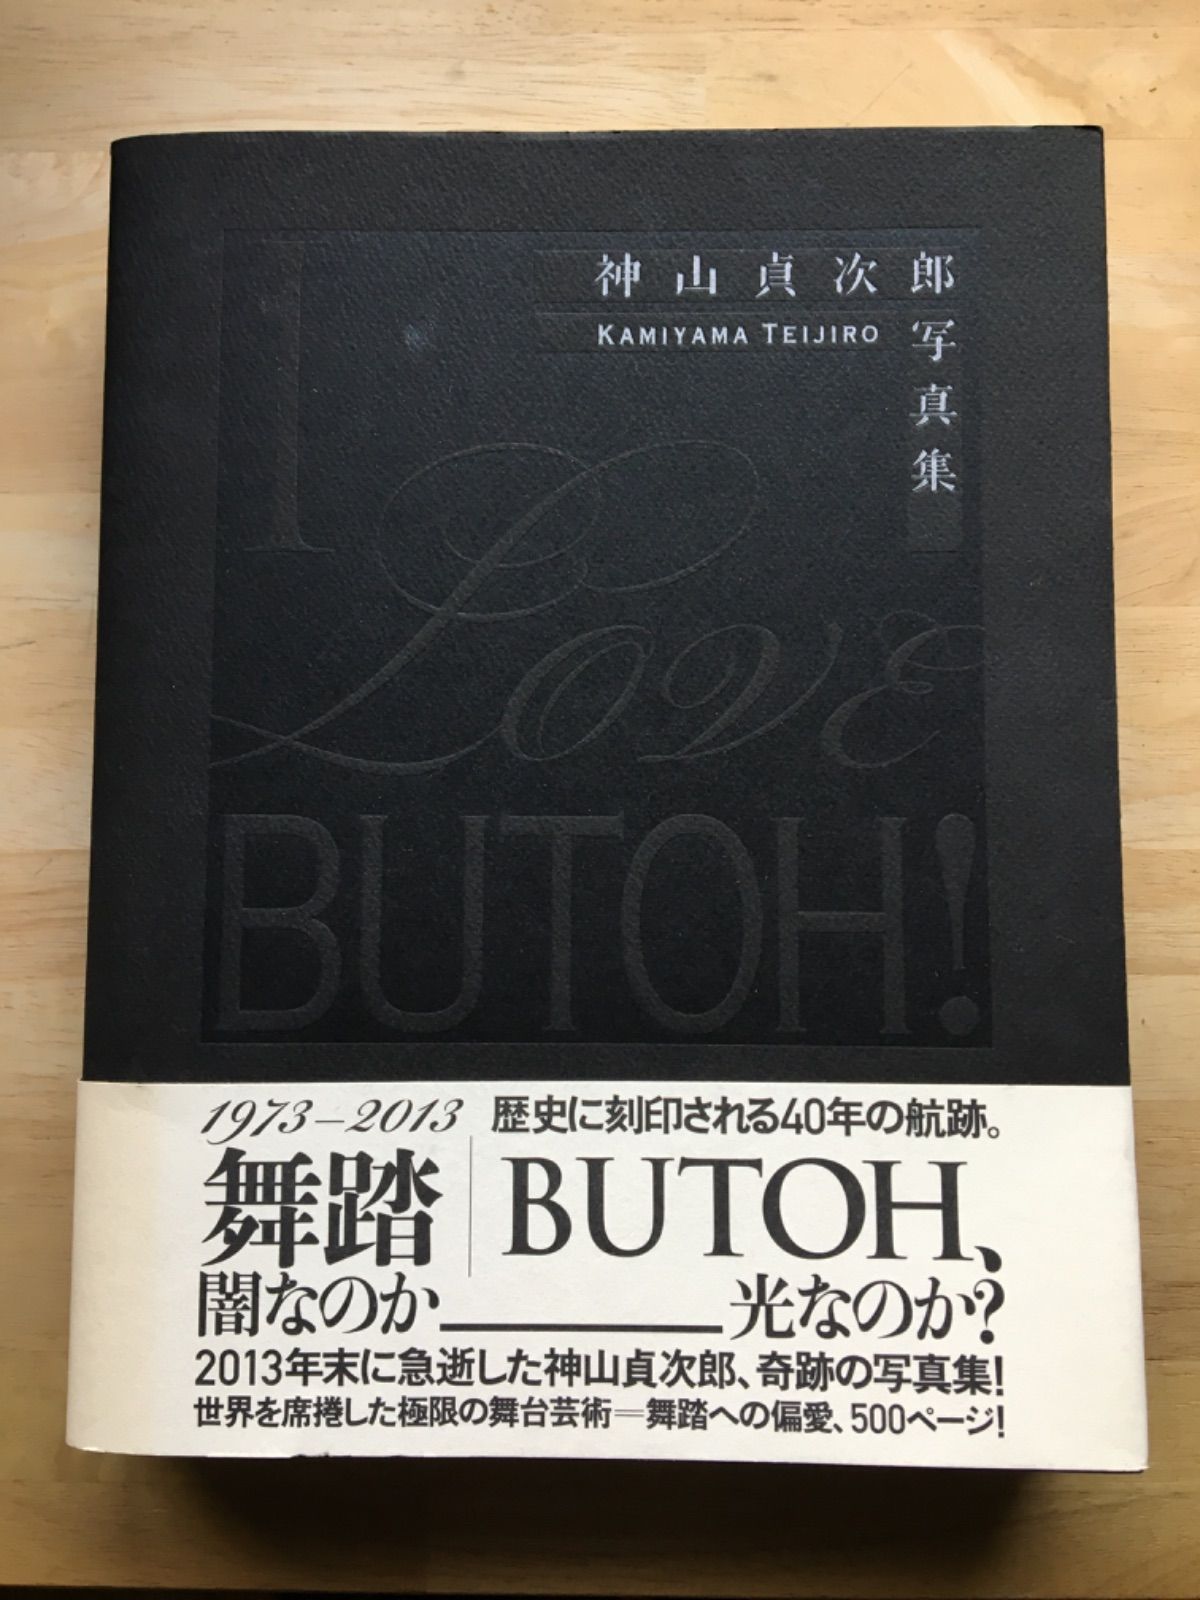 神山貞次郎写真集
KAMIYAMA TEIJIRO
I
Love
BUTOH!
1973–2013 歴史に刻印される40年の航跡。
舞踏 BUTOH、
闇なのか 光なのか?
2013年末に急逝した神山貞次郎、奇跡の写真集!
世界を席捲した極限の舞台芸術=舞踏への偏愛、500ページ!